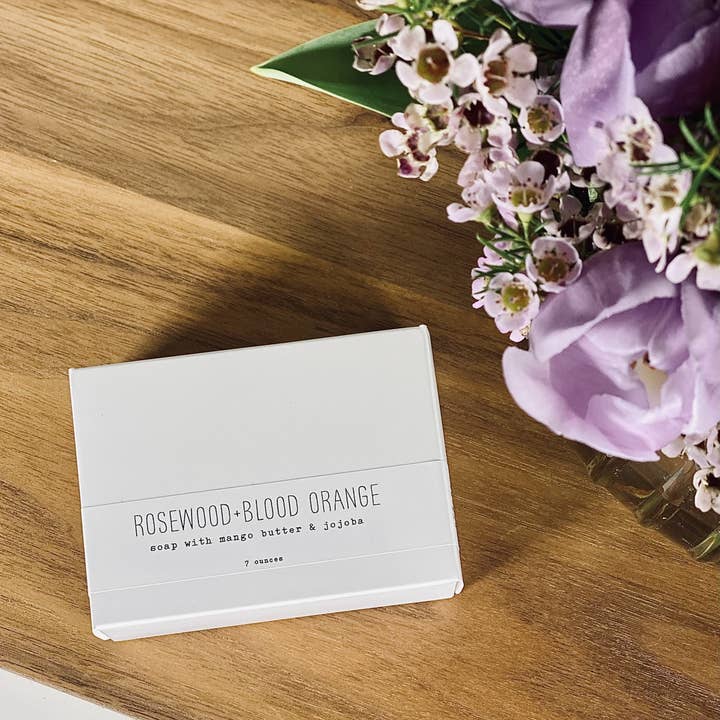 ROSEWOOD+BLOOD ORANGE
soap with mango butter & jojoba
7 ounces